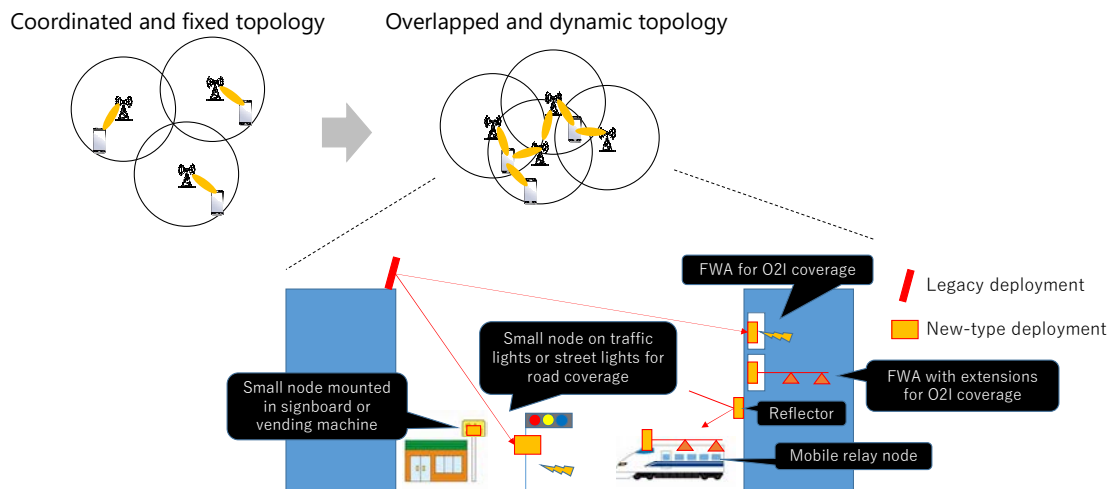 Coordinated and fixed topology
Overlapped and dynamic topology
FWA for O2I coverage
Legacy deployment
New-type deployment
Small node on traffic
lights or street lights for
road coverage
Small node mounted
in signboard or
vending machine
FWA with extensions
for O2I coverage
Reflector
Mobile relay node